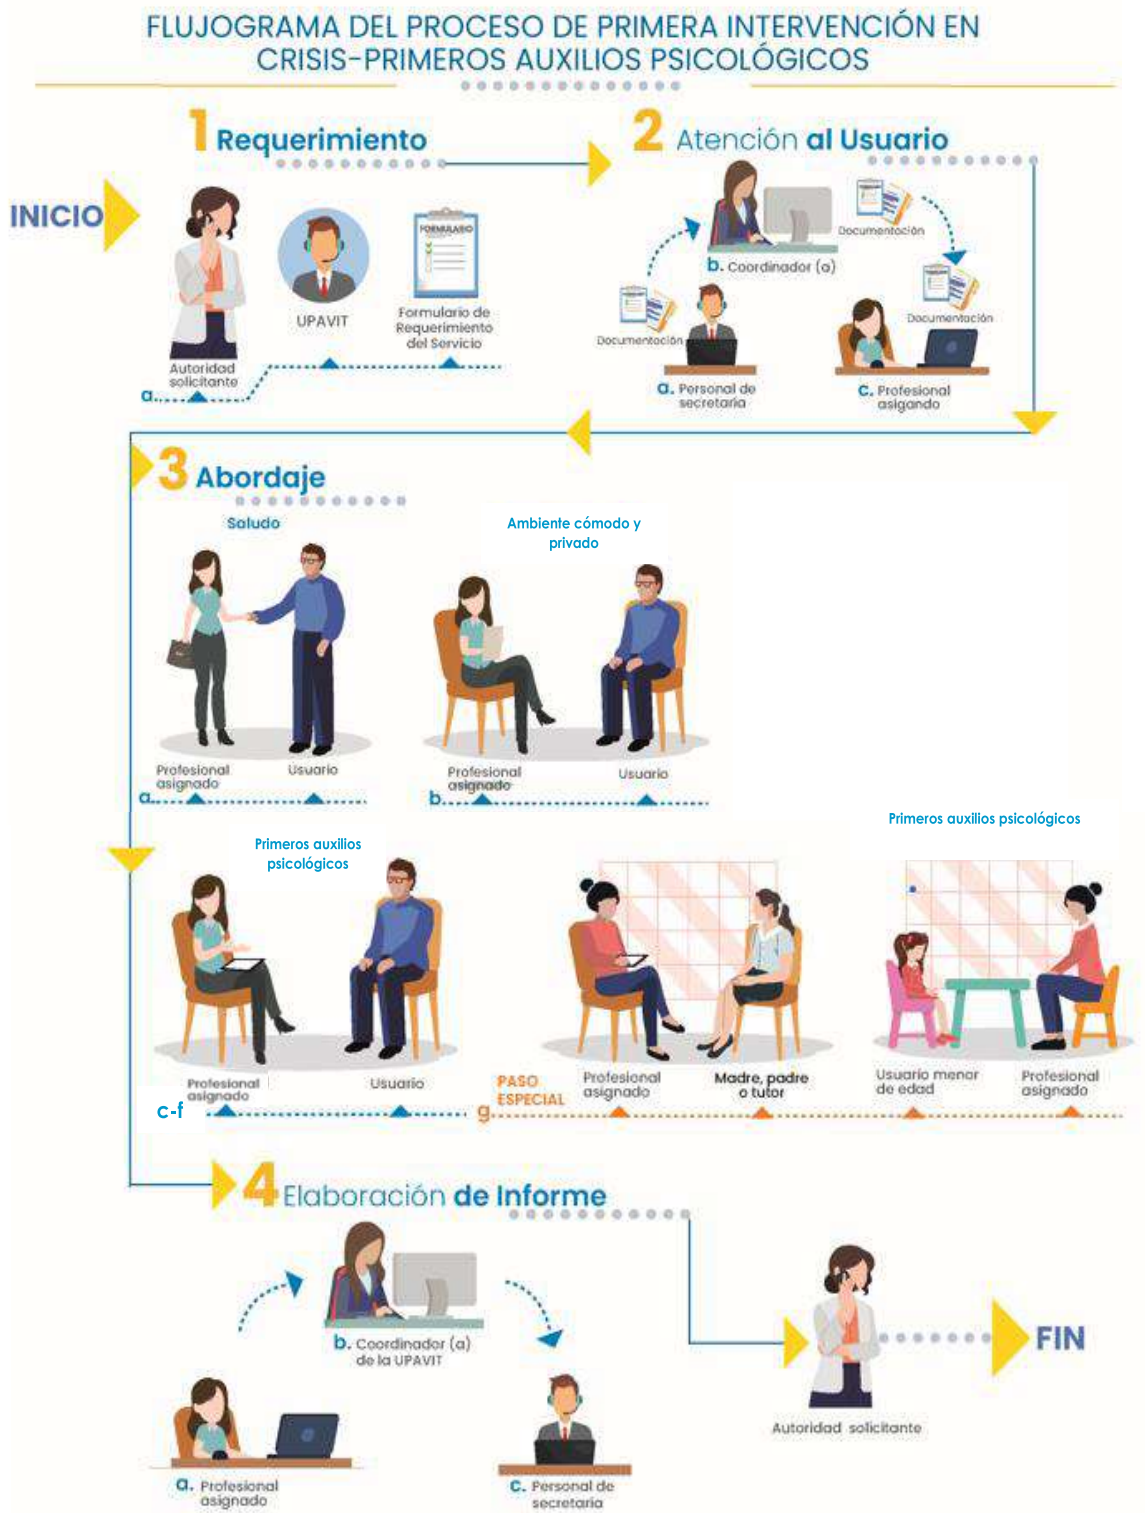 FLUJOGRAMA DEL PROCESO DE PRIMERA INTERVENCIÓN EN
CRISIS-PRIMEROS AUXILIOS PSICOLÓGICOS
INICIO
1 Requerimiento
Autoridad
solicitante
a.
UPAVIT
FORMULARIO
Formulario de
Requerimiento
del Servicio
2 Atención al Usuario
Documentación
a. Personal de
secretaría
b. Coordinador (a)
Documentación
Documentación
c. Profesional
asigando
3 Abordaje
Saludo
Profesional
asignado
Usuario
a.
Ambiente cómodo y
privado
Profesional
asignado
Usuario
b.
Primeros auxilios
psicológicos
Profesional
asignado
Usuario
c-f
Primeros auxilios psicológicos
PASO
ESPECIAL
g.
Profesional
asignado
Madre, padre
o tutor
Usuario menor
de edad
Profesional
asignado
4 Elaboración de Informe
a. Profesional
asignado
b. Coordinador (a)
de la UPAVIT
c. Personal de
secretaria
Autoridad solicitante
FIN